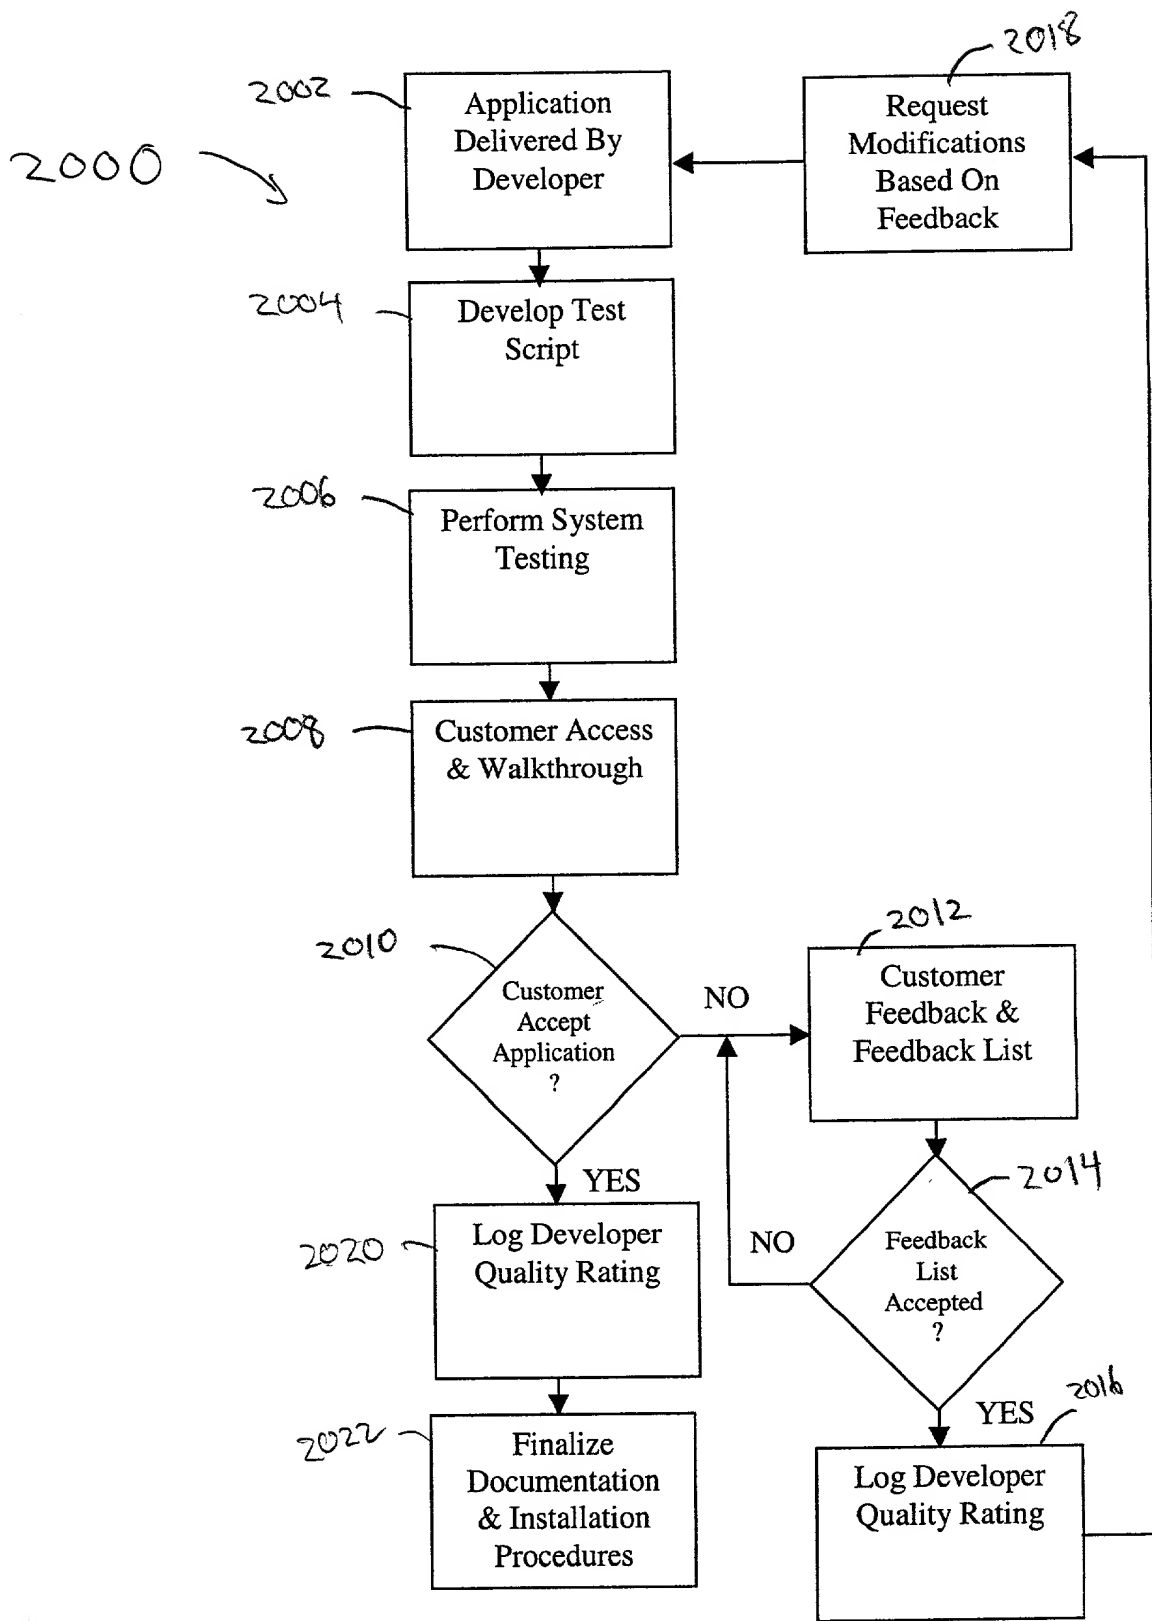 2018
2002
Application
Delivered By
Developer
Request
Modifications
Based On
Feedback
2000
2004
Develop Test
Script
2006
Perform System
Testing
2008
Customer Access
& Walkthrough
2010
Customer
Accept
Application
?
NO
2012
Customer
Feedback &
Feedback List
YES
2014
NO
Feedback
List
Accepted
?
2020
Log Developer
Quality Rating
YES
2016
2022
Finalize
Documentation
& Installation
Procedures
Log Developer
Quality Rating